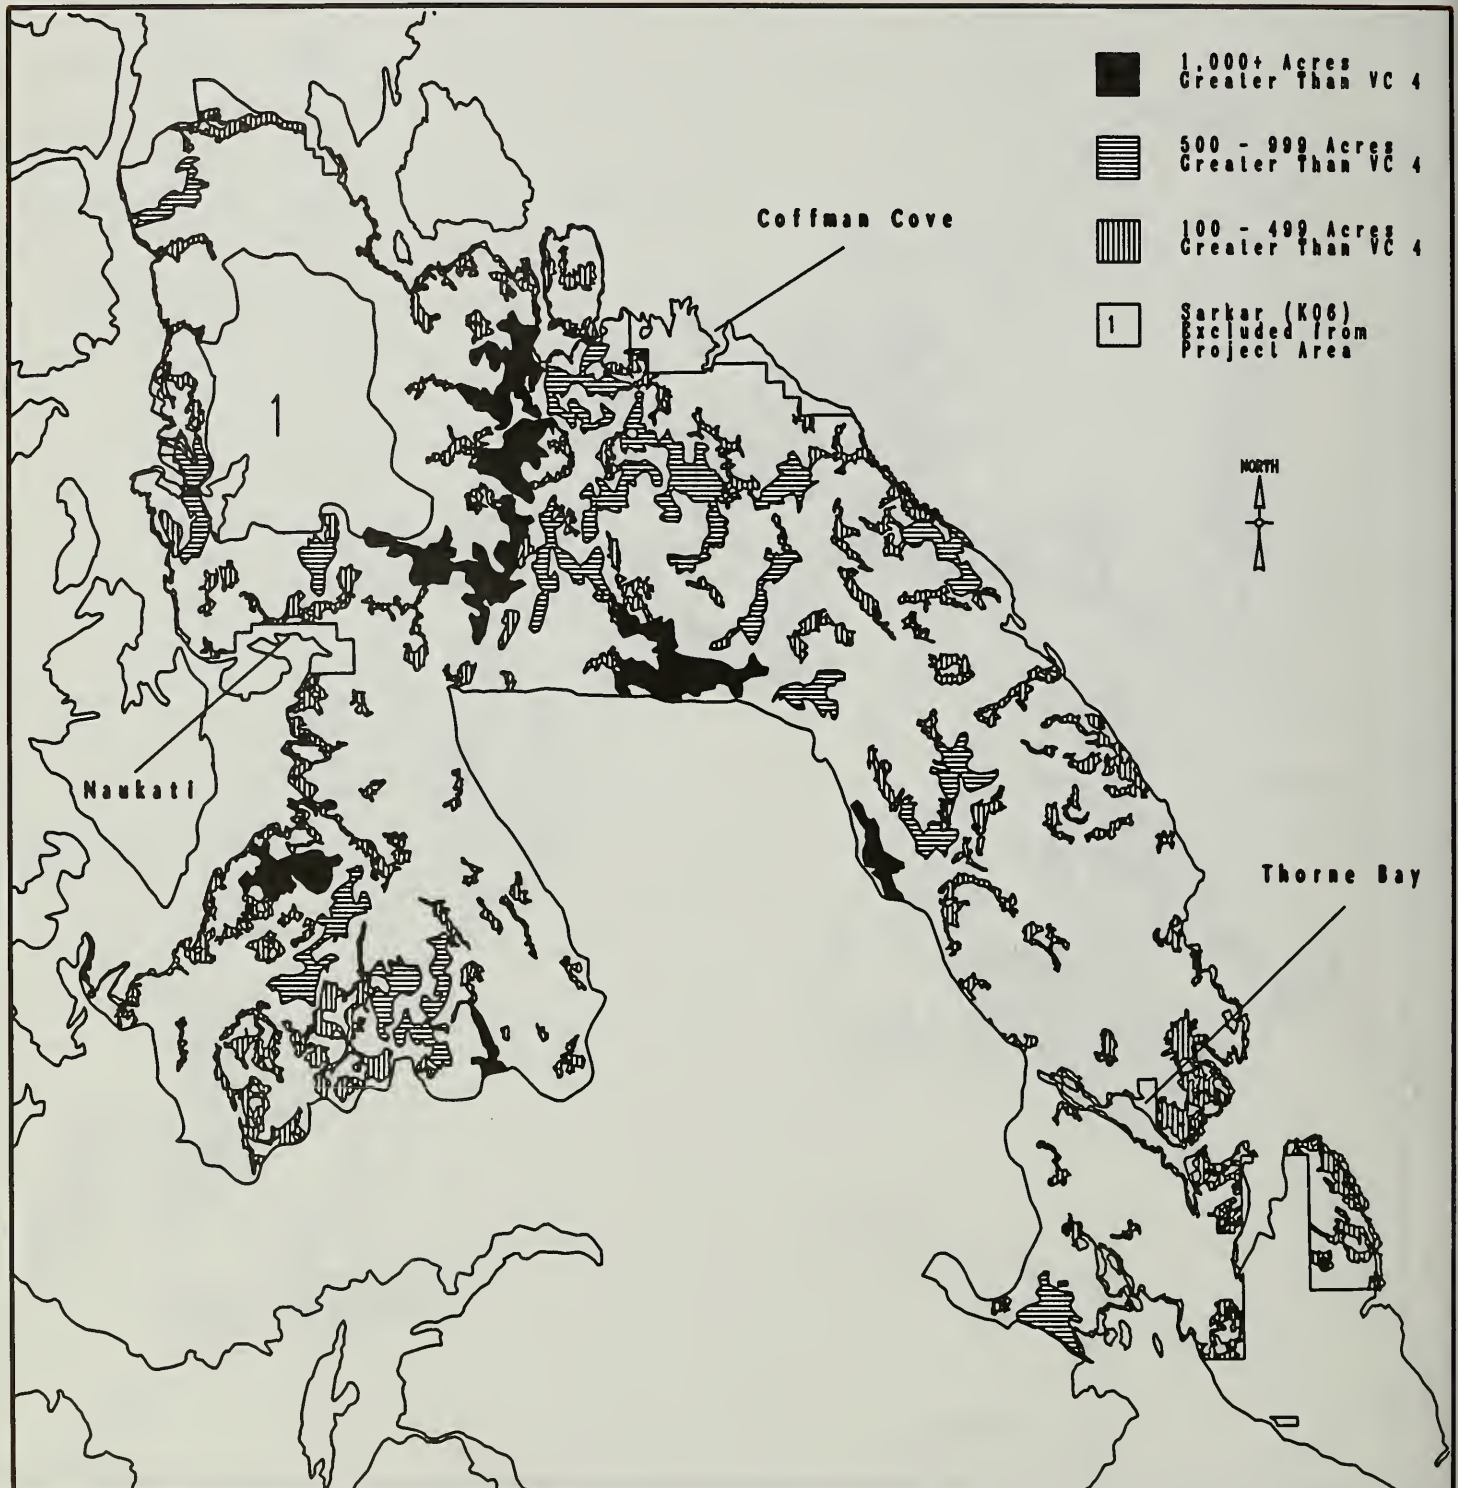 1,000+ Acres
Greater Than VC 4
500 - 999 Acres
Greater Than VC 4
100 - 499 Acres
Greater Than VC 4
1
Sarkar (K06)
Excluded from
Project Area
Coffman Cove
1
NORTH
Naukati
Thorne Bay